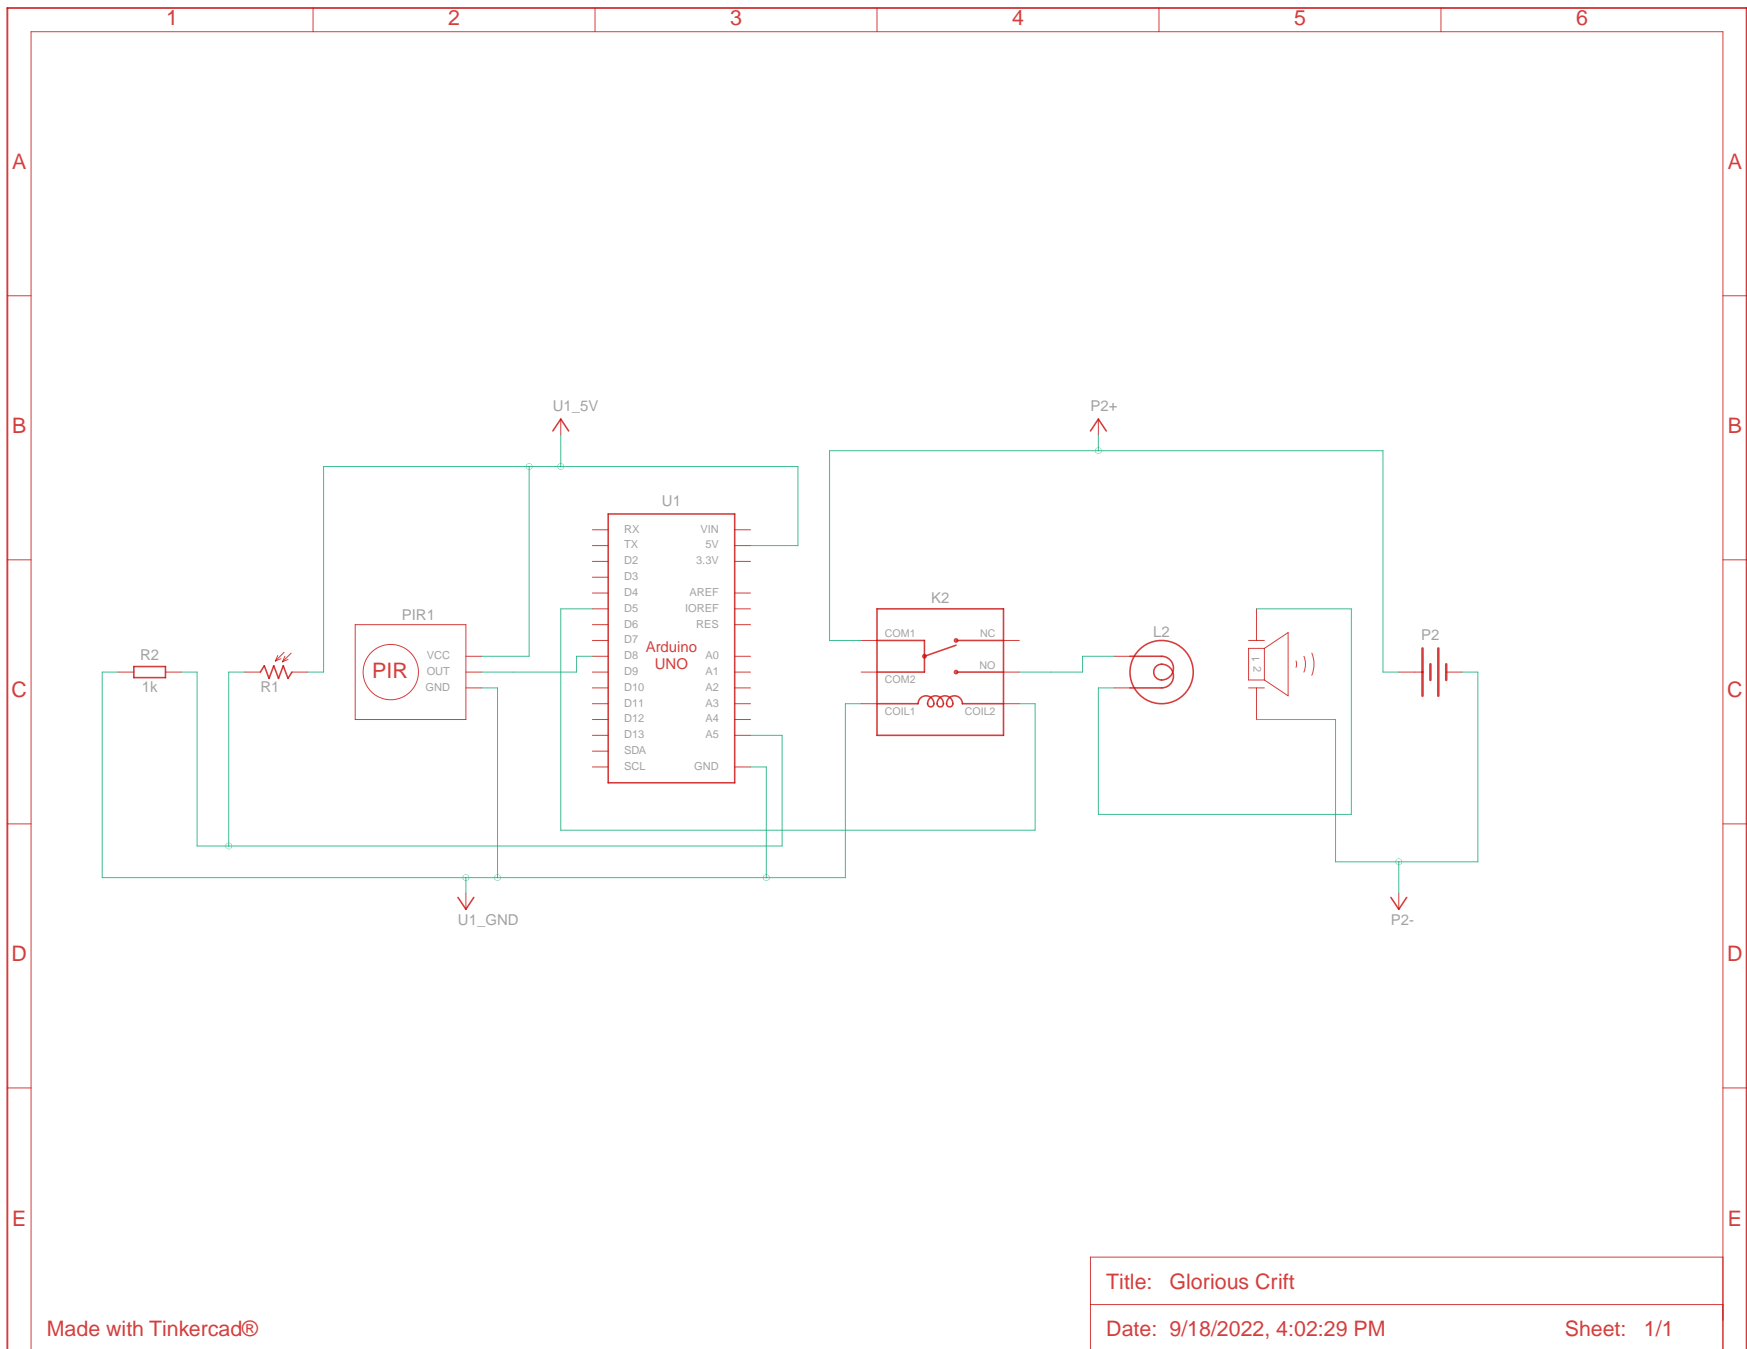 1 2 3 4 5 6
A A
B B
C C
D D
E E
U1_5V
P2+
U1
RX VIN
TX 5V
D2 3.3V
D3
D4 AREF
D5 IOREF
D6 RES
D7
D8 A0
D9 A1
D10 A2
D11 A3
D12 A4
D13 A5
SDA
SCL GND
Arduino
UNO
R2
1k
R1
PIR1
PIR
VCC
OUT
GND
K2
COM1 NC
COM2 NO
COIL1 COIL2
L2
1 2
P2
U1_GND
P2-
Title: Glorious Crift
Made with Tinkercad®
Date: 9/18/2022, 4:02:29 PM Sheet: 1/1